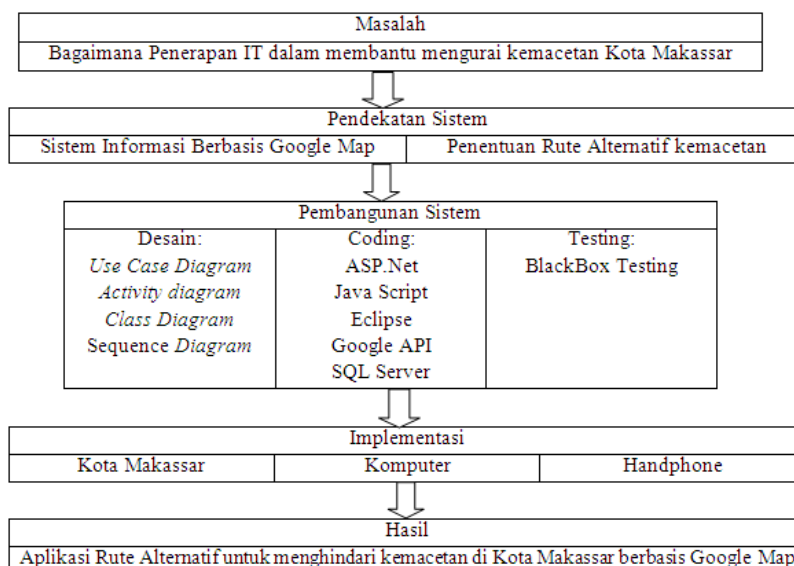 Masalah
Bagaimana Penerapan IT dalam membantu mengurai kemacetan Kota Makassar
Pendekatan Sistem
Sistem Informasi Berbasis Google Map
Penentuan Rute Alternatif kemacetan
Pembangunan Sistem
Desain:
Use Case Diagram
Activity diagram
Class Diagram
Sequence Diagram
Coding:
ASP.Net
Java Script
Eclipse
Google API
SQL Server
Testing:
BlackBox Testing
Implementasi
Kota Makassar
Komputer
Handphone
Hasil
Aplikasi Rute Alternatif untuk menghindari kemacetan di Kota Makassar berbasis Google Map